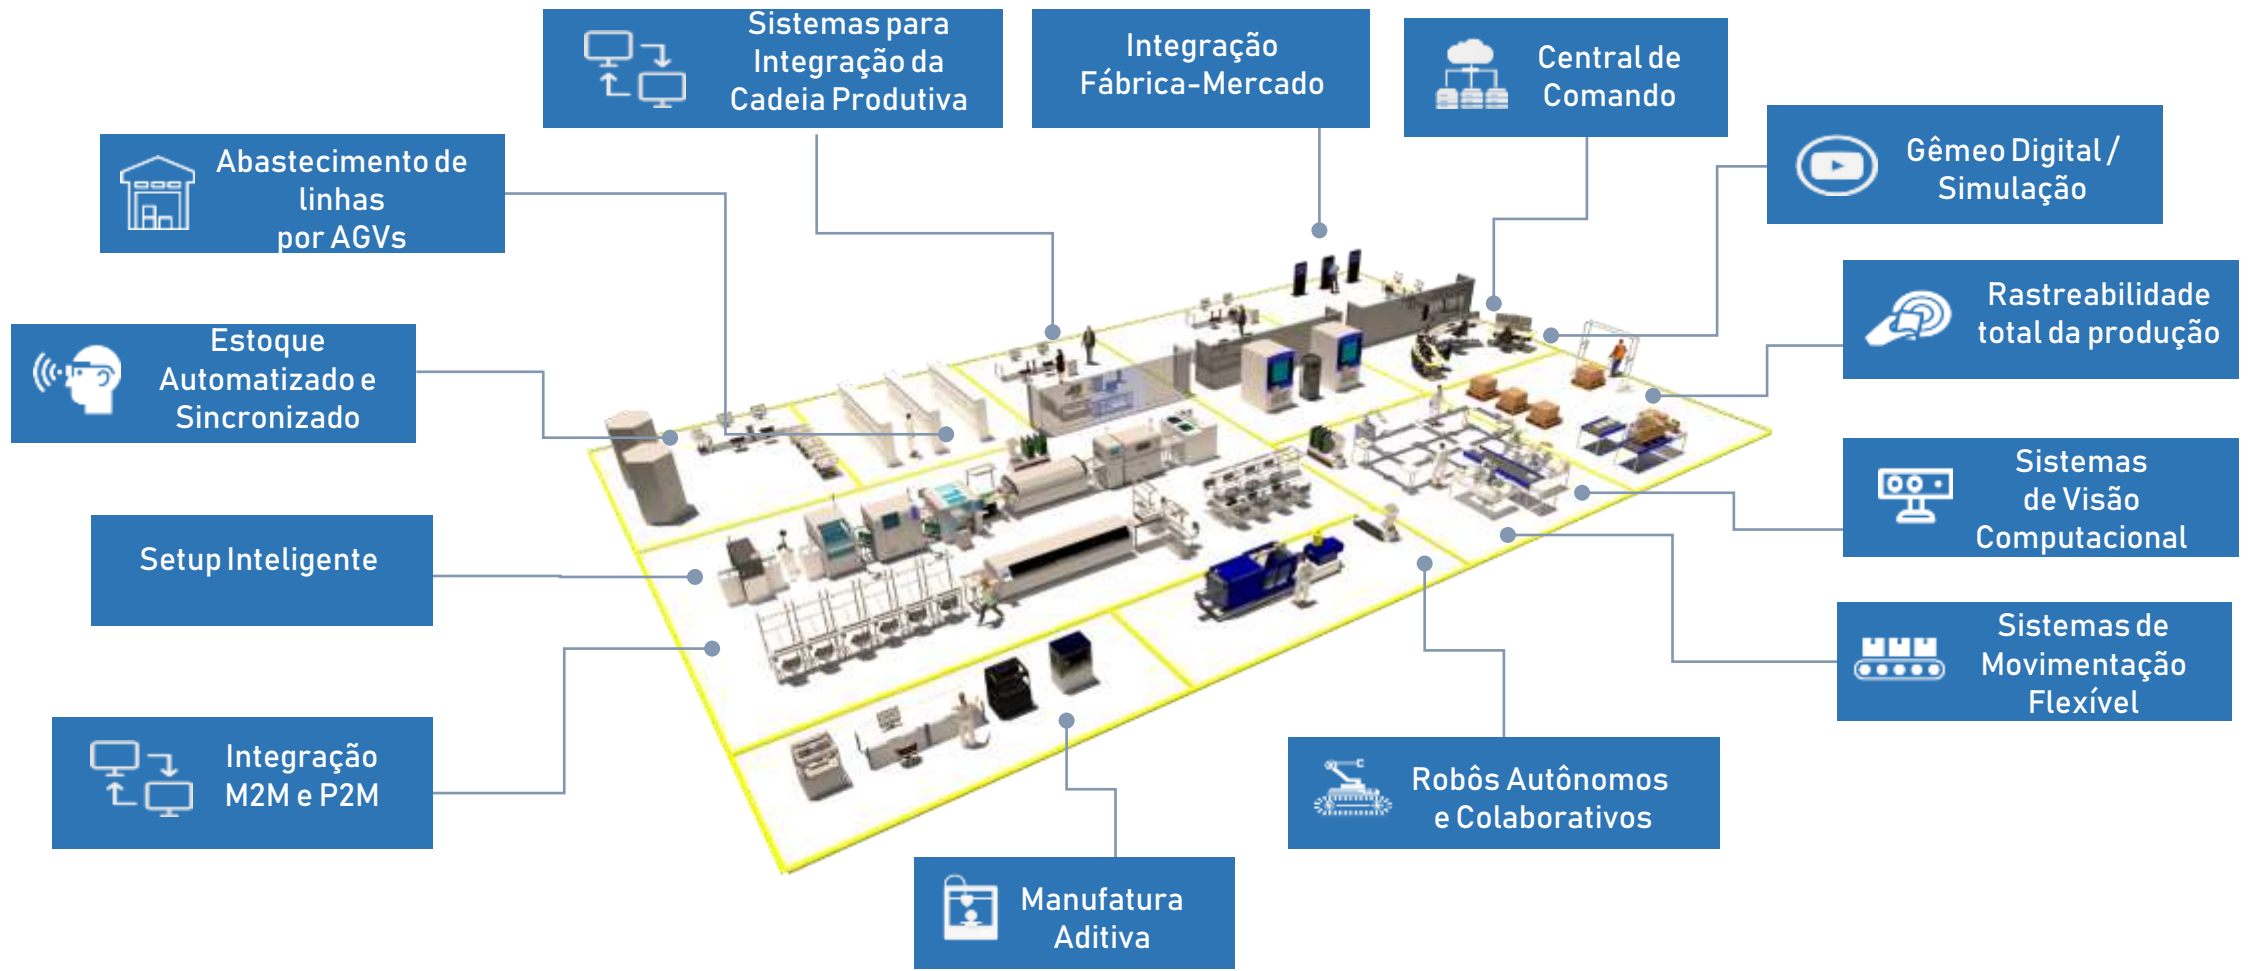 Sistemas para
Integração da
Cadeia Produtiva
Integração
Fábrica-Mercado
Central de
Comando
Gêmeo Digital /
Simulação
Abastecimento de
linhas
por AGVs
Rastreabilidade
total da produção
Estoque
Automatizado e
Sincronizado
Sistemas
de Visão
Computacional
Setup Inteligente
Sistemas de
Movimentação
Flexível
Integração
M2M e P2M
Robôs Autônomos
e Colaborativos
Manufatura
Aditiva